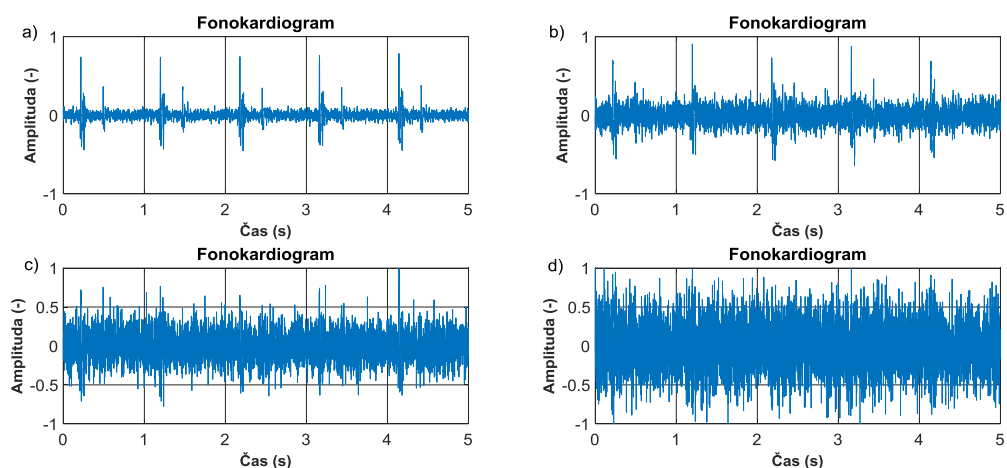 a)
Fonokardiogram
Amplituda (-)
1
0
-1
0 1 2 3 4 5
Čas (s)
b)
Fonokardiogram
Amplituda (-)
1
0
-1
0 1 2 3 4 5
Čas (s)
c)
Fonokardiogram
Amplituda (-)
1
0.5
0
-0.5
-1
0 1 2 3 4 5
Čas (s)
d)
Fonokardiogram
Amplituda (-)
1
0.5
0
-0.5
-1
0 1 2 3 4 5
Čas (s)